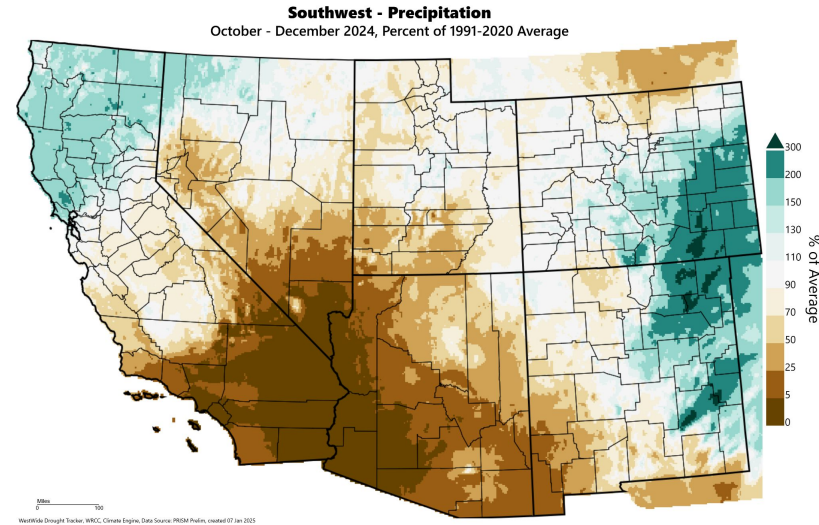 Southwest - Precipitation
October - December 2024, Percent of 1991-2020 Average
300
200
150
130
110
90
70
50
25
5
0
% of Average
Miles
0 100
WestWide Drought Tracker, WRCC, Climate Engine, Data Source: PRISM Prelim, created 07 Jan 2025